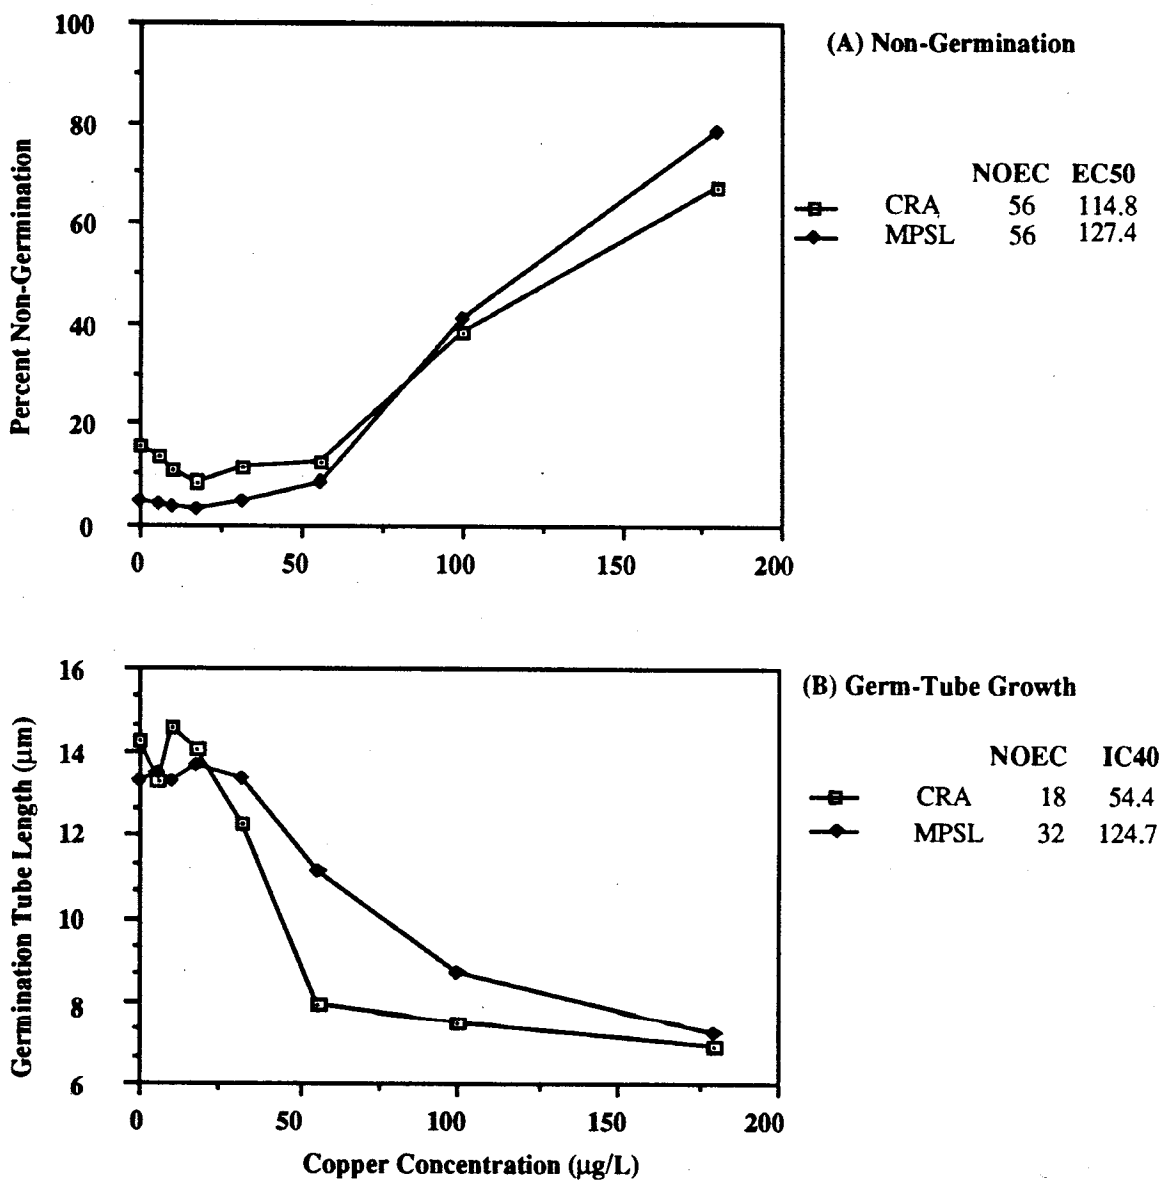 (A) Non-Germination
Percent Non-Germination
100
80
60
40
20
0
0 50 100 150 200
NOEC EC50
CRA 56 114.8
MPSL 56 127.4
(B) Germ-Tube Growth
Germination Tube Length (µm)
16
14
12
10
8
6
0 50 100 150 200
Copper Concentration (µg/L)
NOEC IC40
CRA 18 54.4
MPSL 32 124.7